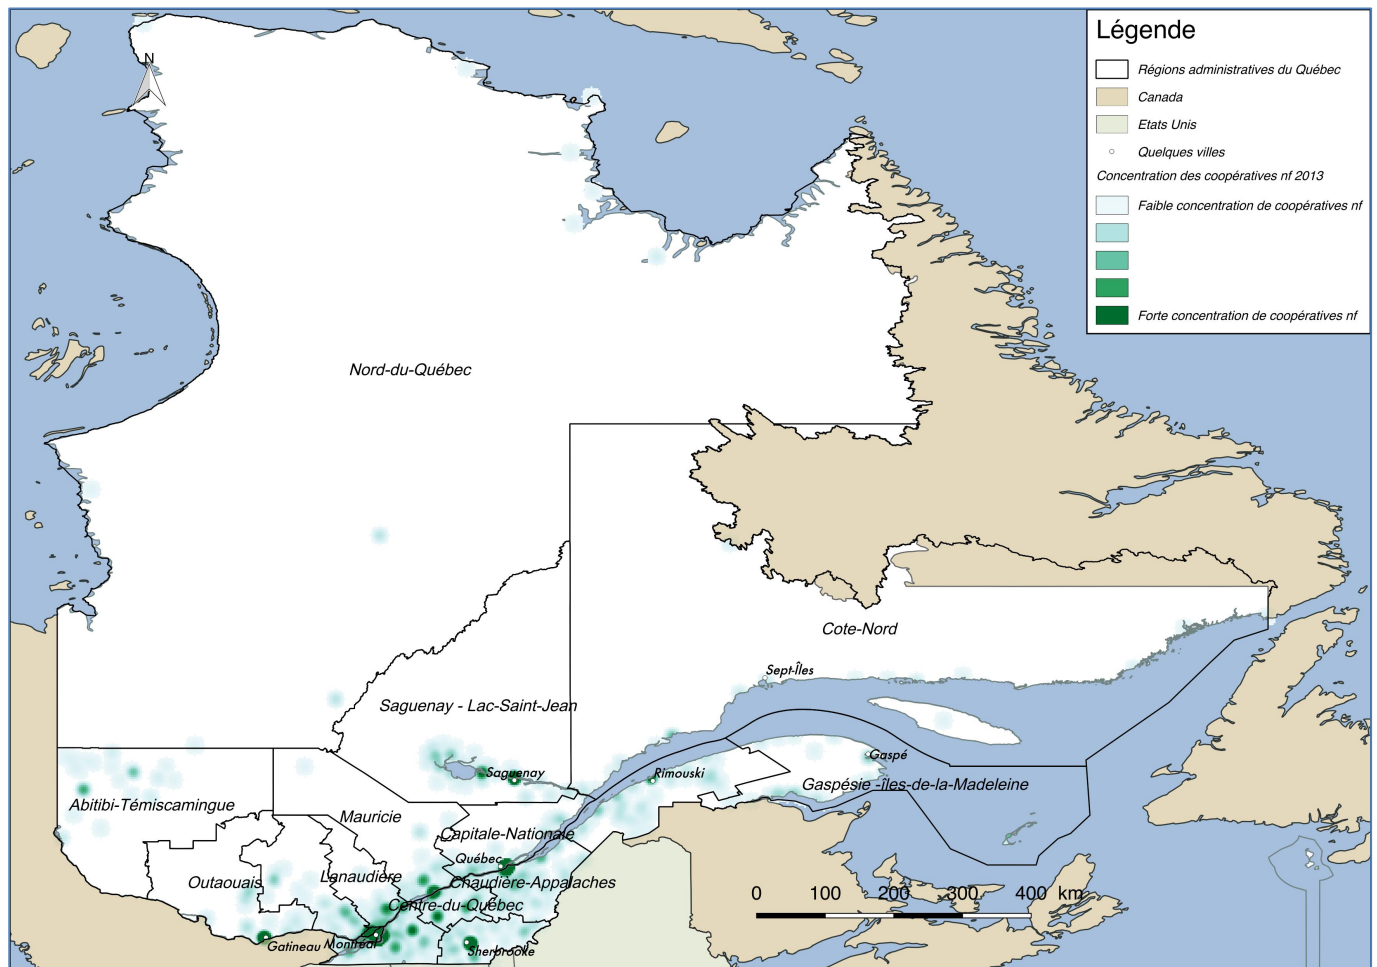 Légende
Régions administratives du Québec
Canada
Etats Unis
Quelques villes
Concentration des coopératives nf 2013
Faible concentration de coopératives nf
Forte concentration de coopératives nf
N
Nord-du-Québec
Cote-Nord
Sept-Îles
Saguenay - Lac-Saint-Jean
Gaspé
Saguenay
Rimouski
Gaspésie -îles-de-la-Madeleine
Abitibi-Témiscamingue
Mauricie
Capitale-Nationale
Québec
Outaouais
Lanaudière
Chaudière-Appalaches
Centre-du-Québec
0 100 200 300 400 km
Gatineau
Montréal
Sherbrooke